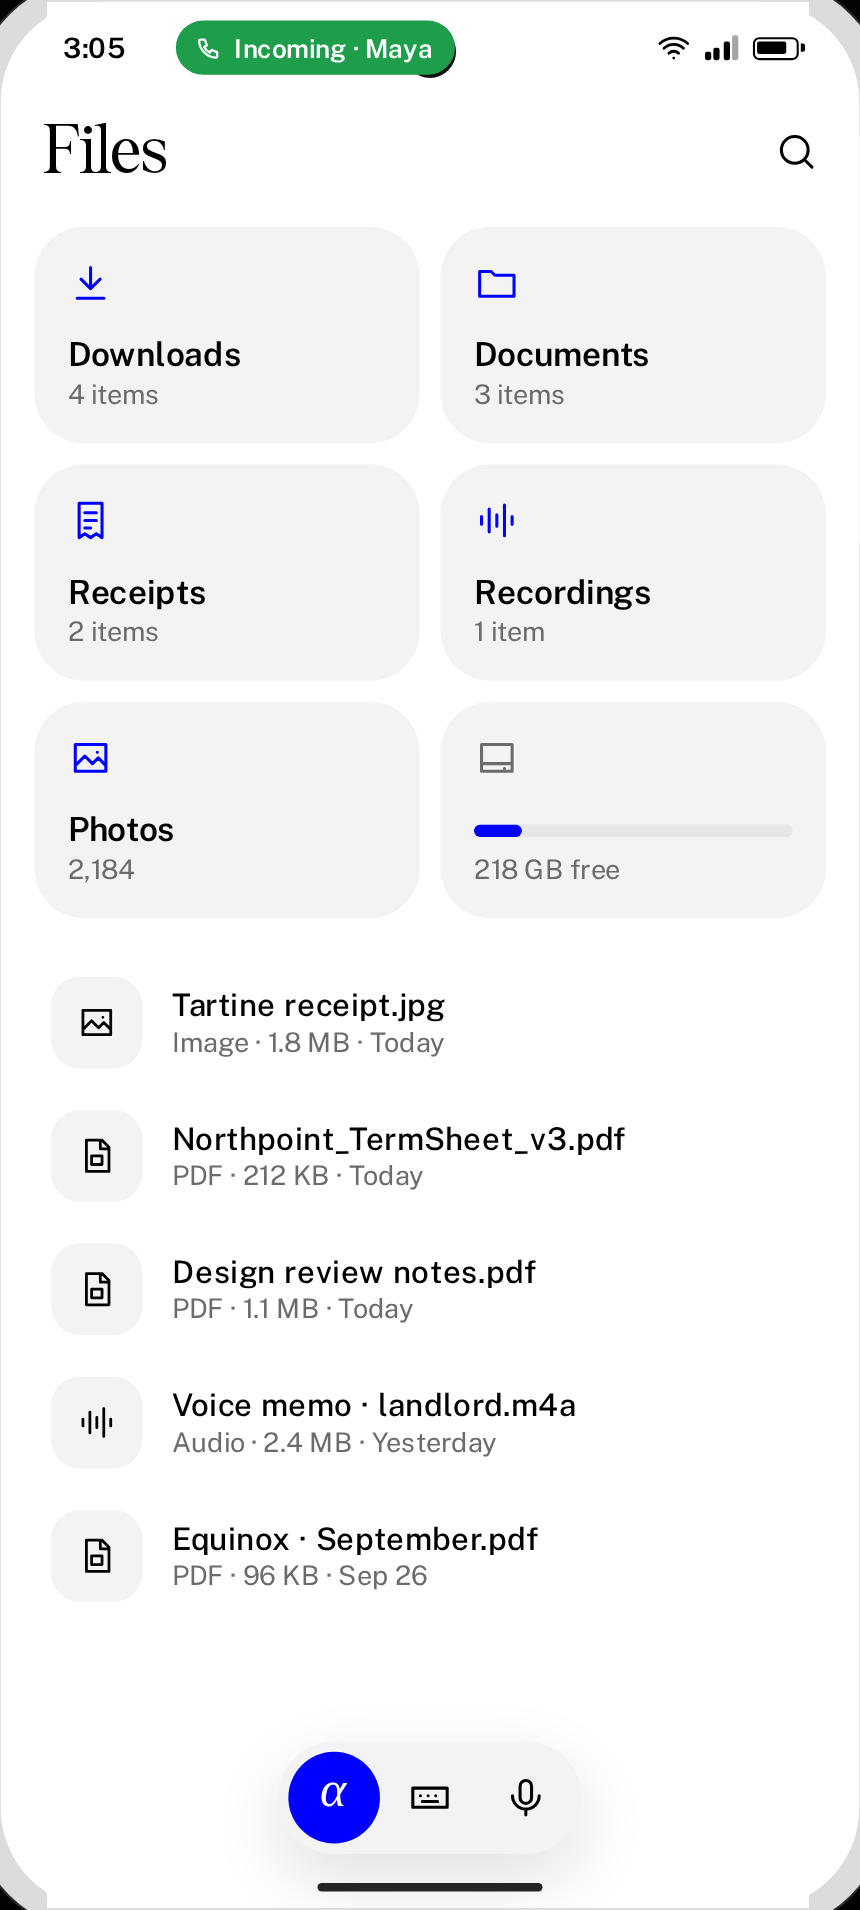 3:05
Incoming · Maya
Files
Downloads
4 items
Documents
3 items
Receipts
2 items
Recordings
1 item
Photos
2,184
218 GB free
Tartine receipt.jpg
Image · 1.8 MB · Today
Northpoint_TermSheet_v3.pdf
PDF · 212 KB · Today
Design review notes.pdf
PDF · 1.1 MB · Today
Voice memo · landlord.m4a
Audio · 2.4 MB · Yesterday
Equinox · September.pdf
PDF · 96 KB · Sep 26
α